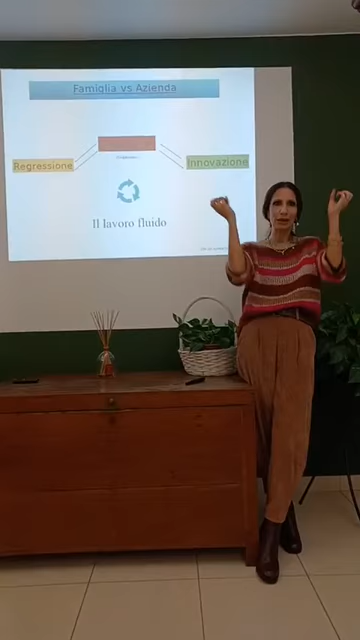 Famiglia vs Azienda
Regressione
Innovazione
Il lavoro fluido